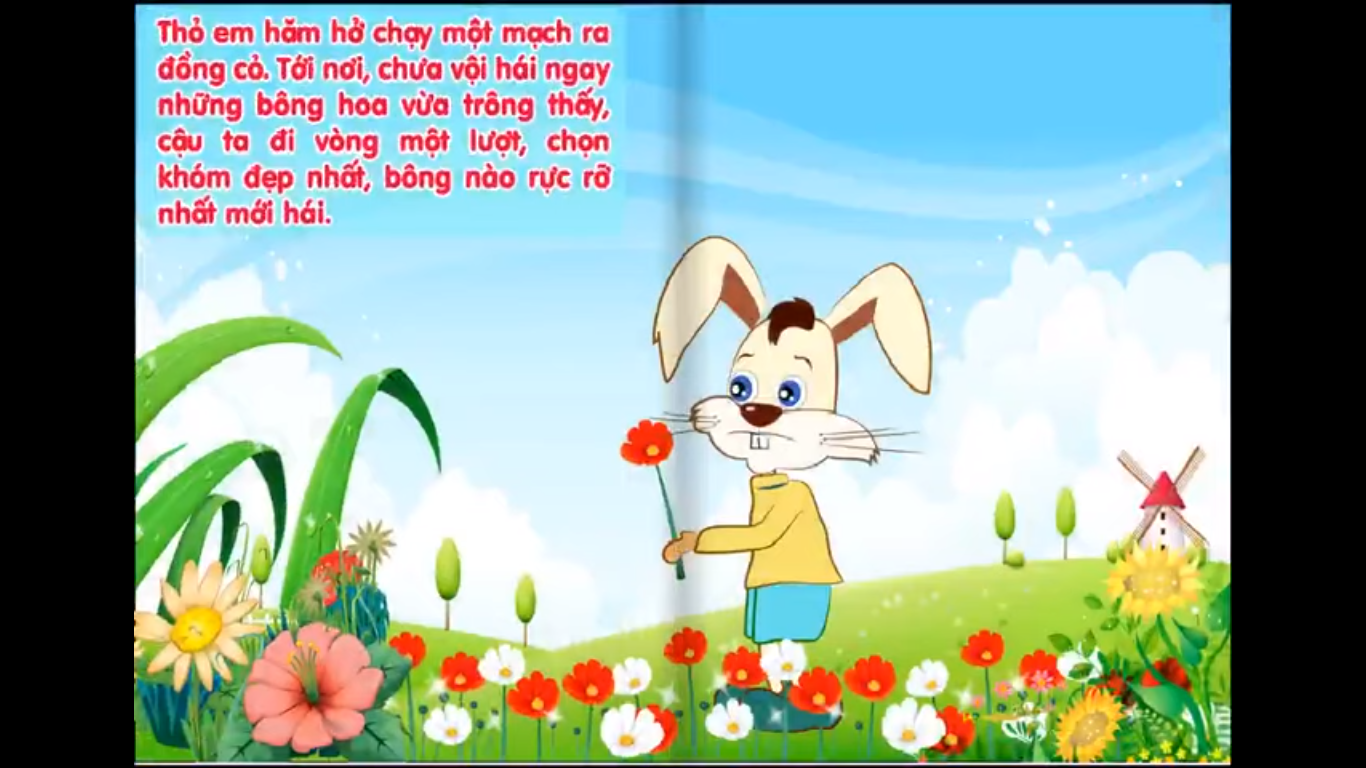 Thỏ em hăm hở chạy một mạch ra
đồng cỏ. Tới nơi, chưa vội hái ngay
những bông hoa vừa trông thấy,
cậu ta đi vòng một lượt, chọn
khóm đẹp nhất, bông nào rực rỡ
nhất mới hái.